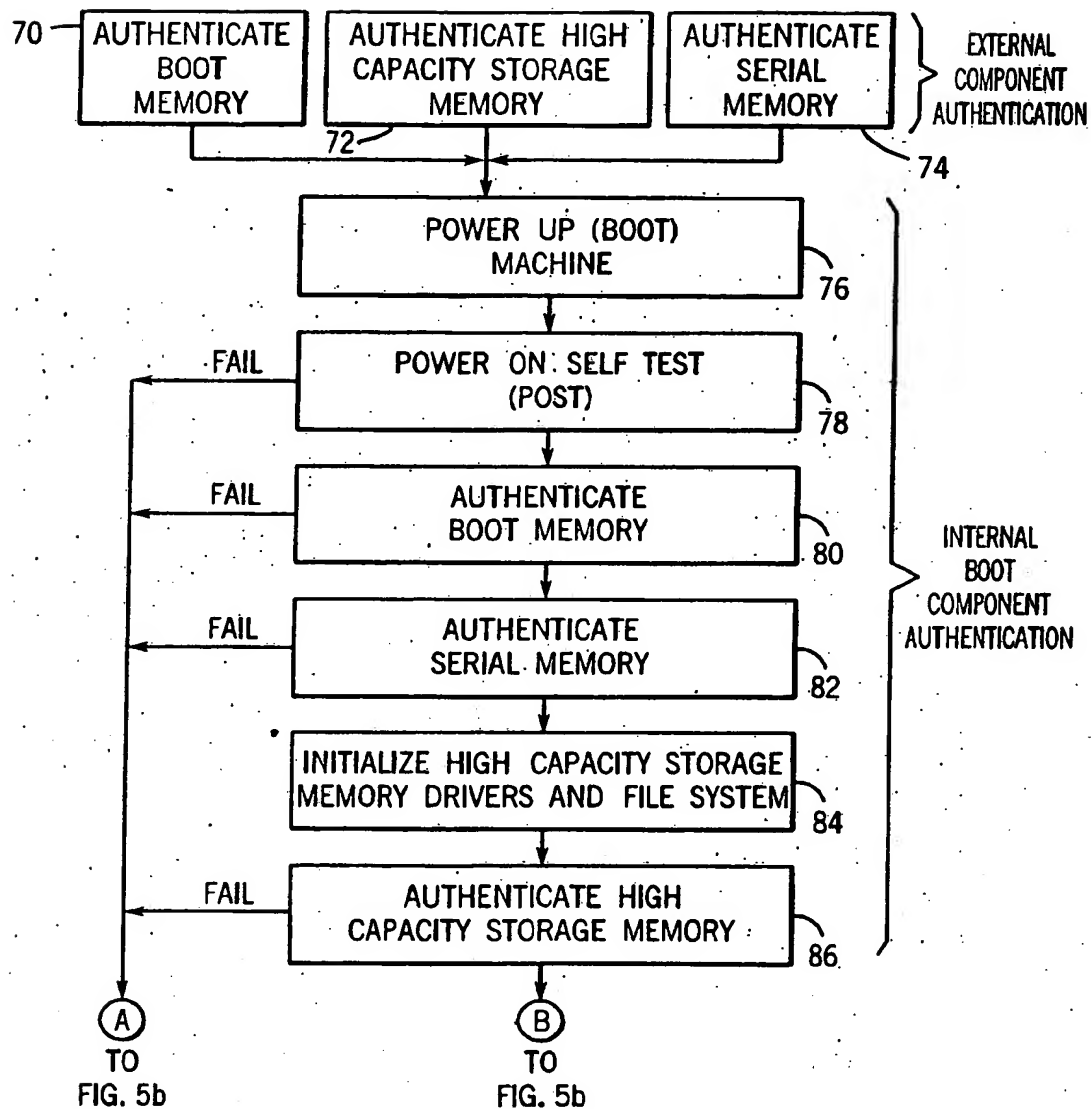 70
AUTHENTICATE
BOOT
MEMORY
AUTHENTICATE HIGH
CAPACITY STORAGE
MEMORY
72
AUTHENTICATE
SERIAL
MEMORY
74
EXTERNAL
COMPONENT
AUTHENTICATION
POWER UP (BOOT)
MACHINE
76
FAIL
POWER ON SELF TEST
(POST)
78
FAIL
AUTHENTICATE
BOOT MEMORY
80
INTERNAL
BOOT
COMPONENT
AUTHENTICATION
FAIL
AUTHENTICATE
SERIAL MEMORY
82
INITIALIZE HIGH CAPACITY STORAGE
MEMORY DRIVERS AND FILE SYSTEM
84
FAIL
AUTHENTICATE HIGH
CAPACITY STORAGE MEMORY
86
A
TO
FIG. 5b
B
TO
FIG. 5b